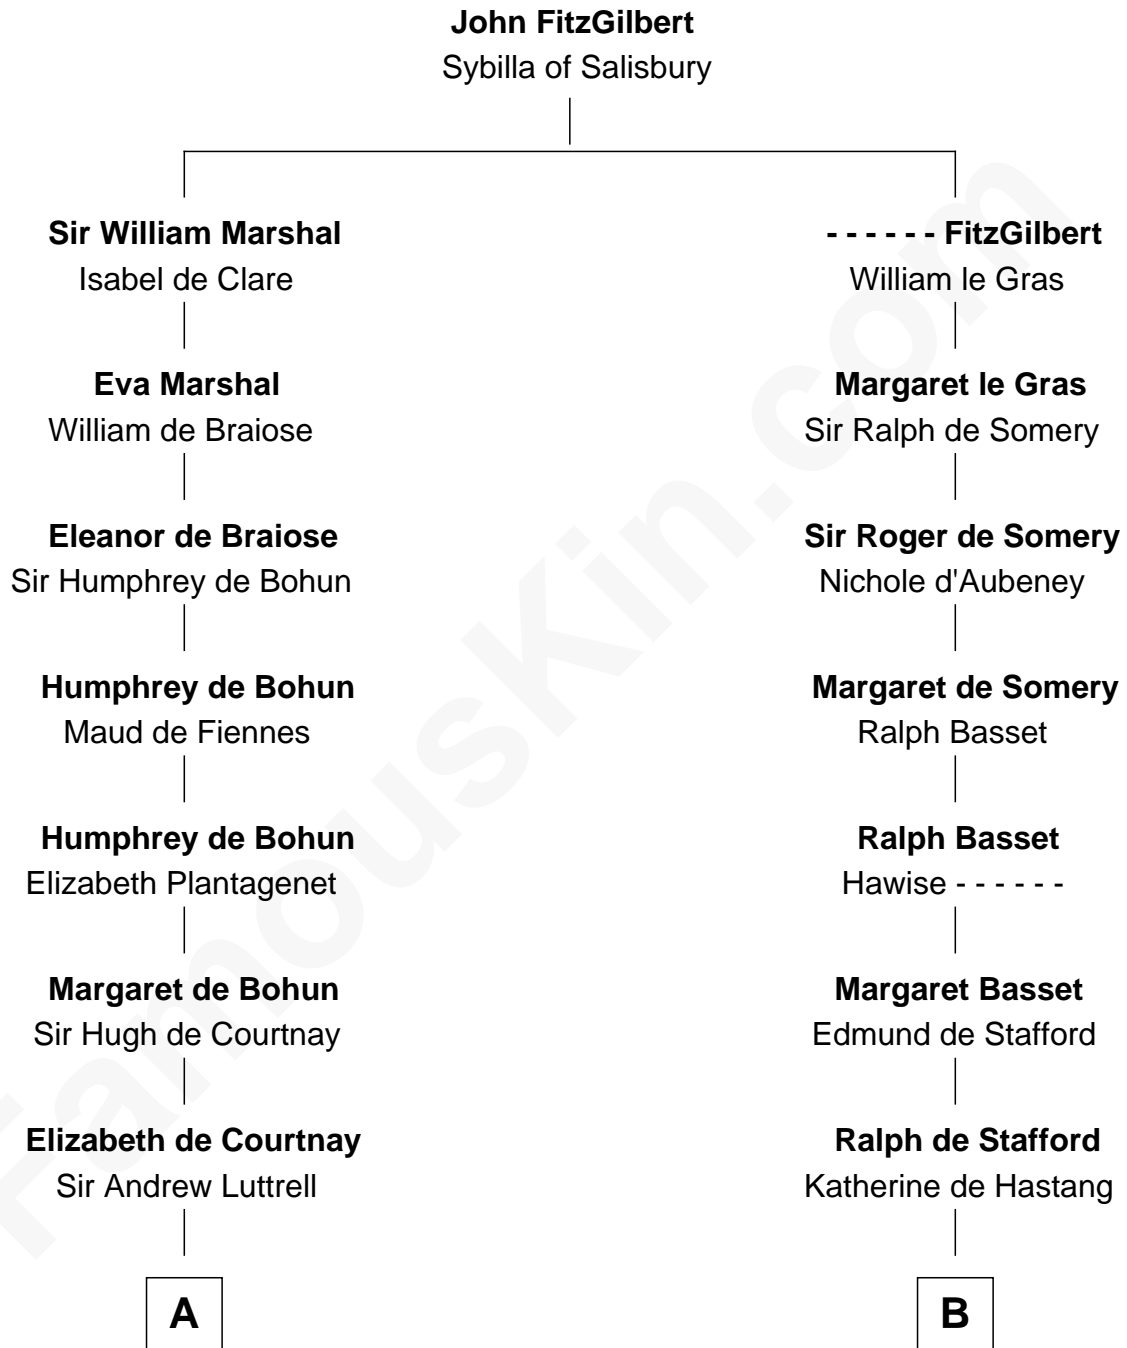 John FitzGilbert
Sybilla of Salisbury
Sir William Marshal
Isabel de Clare
- - - - - - FitzGilbert
William le Gras
Eva Marshal
William de Braiose
Margaret le Gras
Sir Ralph de Somery
Eleanor de Braiose
Sir Humphrey de Bohun
Sir Roger de Somery
Nichole d'Aubeney
Humphrey de Bohun
Maud de Fiennes
Margaret de Somery
Ralph Basset
Humphrey de Bohun
Elizabeth Plantagenet
Ralph Basset
Hawise - - - - - -
Margaret de Bohun
Sir Hugh de Courtnay
Margaret Basset
Edmund de Stafford
Elizabeth de Courtnay
Sir Andrew Luttrell
Ralph de Stafford
Katherine de Hastang
A
B
FamousKin.com